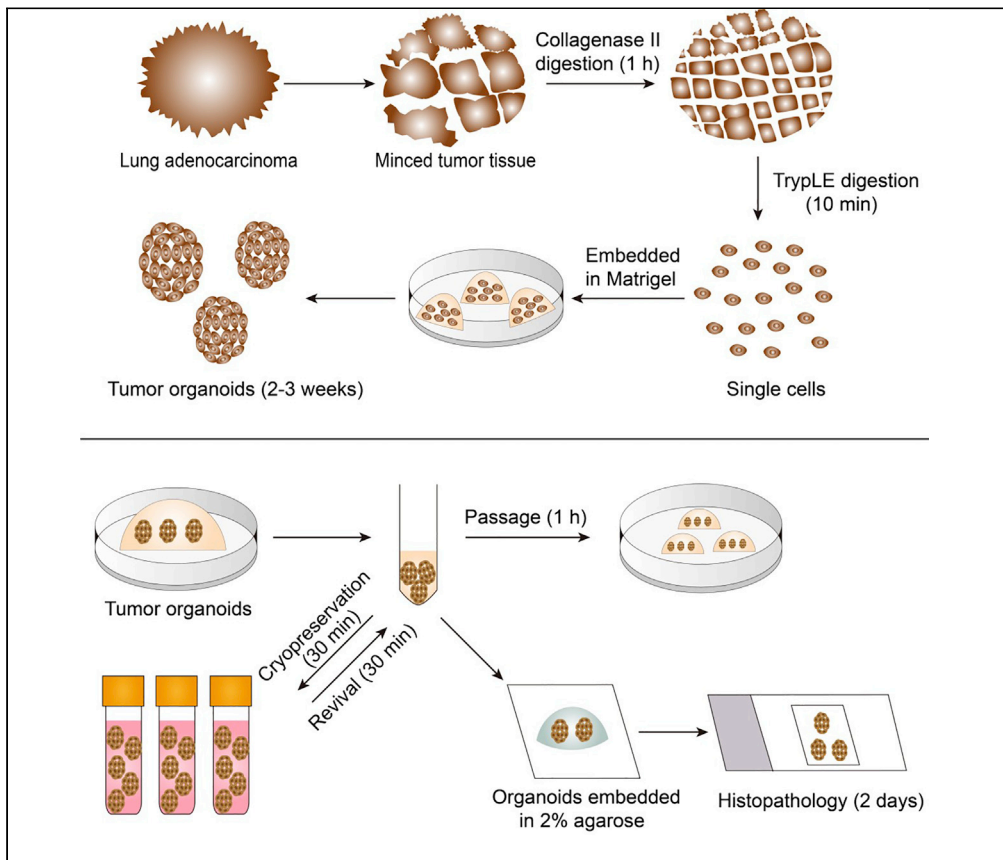 Lung adenocarcinoma
Minced tumor tissue
Collagenase II
digestion (1 h)
TrypLE digestion
(10 min)
Embedded
in Matrigel
Tumor organoids (2-3 weeks)
Single cells
Tumor organoids
Passage (1 h)
Cryopreservation
(30 min)
Revival (30 min)
Organoids embedded
in 2% agarose
Histopathology (2 days)